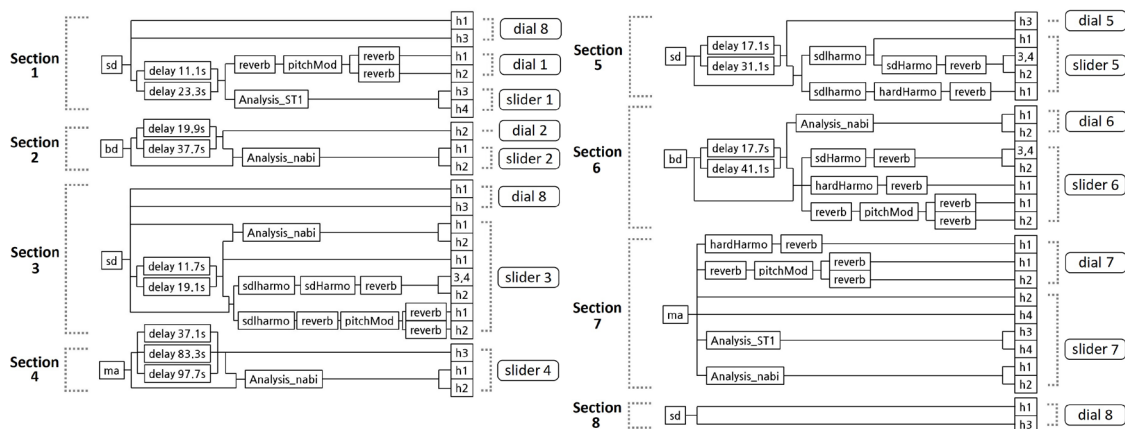 Section 1
sd
delay 11.1s
delay 23.3s
reverb
pitchMod
reverb
reverb
Analysis_ST1
h1
h3
h1
h2
h3
h4
dial 8
dial 1
slider 1
Section 2
bd
delay 19.9s
delay 37.7s
Analysis_nabi
h2
h1
h2
dial 2
slider 2
Section 3
sd
delay 11.7s
delay 19.1s
Analysis_nabi
sdlharmo
sdHarmo
reverb
sdlharmo
reverb
pitchMod
reverb
reverb
h1
h3
h1
h2
h1
3,4
h2
h1
h2
dial 8
slider 3
Section 4
ma
delay 37.1s
delay 83.3s
delay 97.7s
Analysis_nabi
h3
h1
h2
slider 4
Section 5
sd
delay 17.1s
delay 31.1s
sdlharmo
sdHarmo
reverb
sdlharmo
hardHarmo
reverb
h3
h1
3,4
h2
h1
dial 5
slider 5
Section 6
bd
delay 17.7s
delay 41.1s
Analysis_nabi
sdHarmo
reverb
hardHarmo
reverb
reverb
pitchMod
reverb
reverb
h1
h2
3,4
h2
h1
h1
h2
dial 6
slider 6
Section 7
ma
hardHarmo
reverb
reverb
pitchMod
reverb
reverb
Analysis_ST1
Analysis_nabi
h1
h1
h2
h2
h4
h3
h4
h1
h2
dial 7
slider 7
Section 8
sd
h1
h3
dial 8